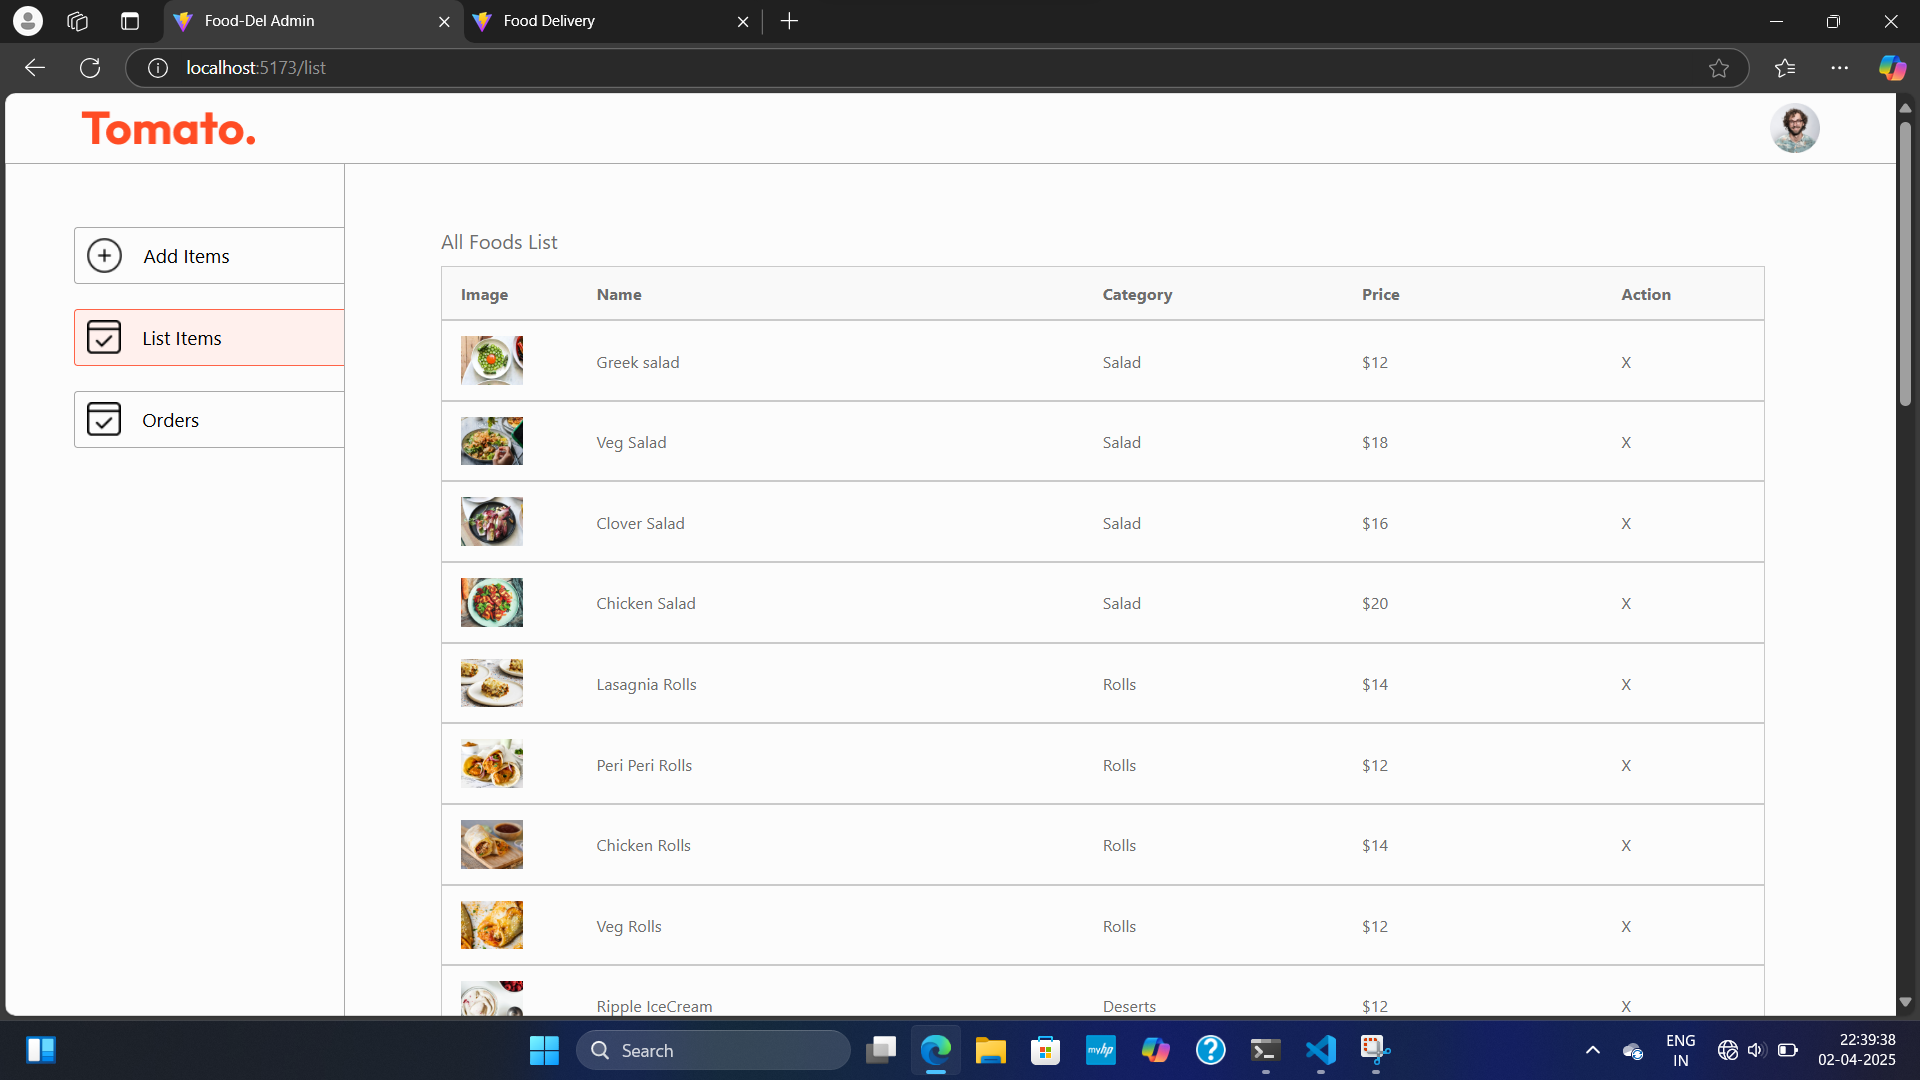 Food-Del Admin
Food Delivery
localhost:5173/list
Tomato.
Add Items
List Items
Orders
All Foods List
Image Name Category Price Action
Greek salad Salad $12 X
Veg Salad Salad $18 X
Clover Salad Salad $16 X
Chicken Salad Salad $20 X
Lasagnia Rolls Rolls $14 X
Peri Peri Rolls Rolls $12 X
Chicken Rolls Rolls $14 X
Veg Rolls Rolls $12 X
Ripple IceCream Deserts $12 X
Search
myhp
ENG
IN
22:39:38
02-04-2025